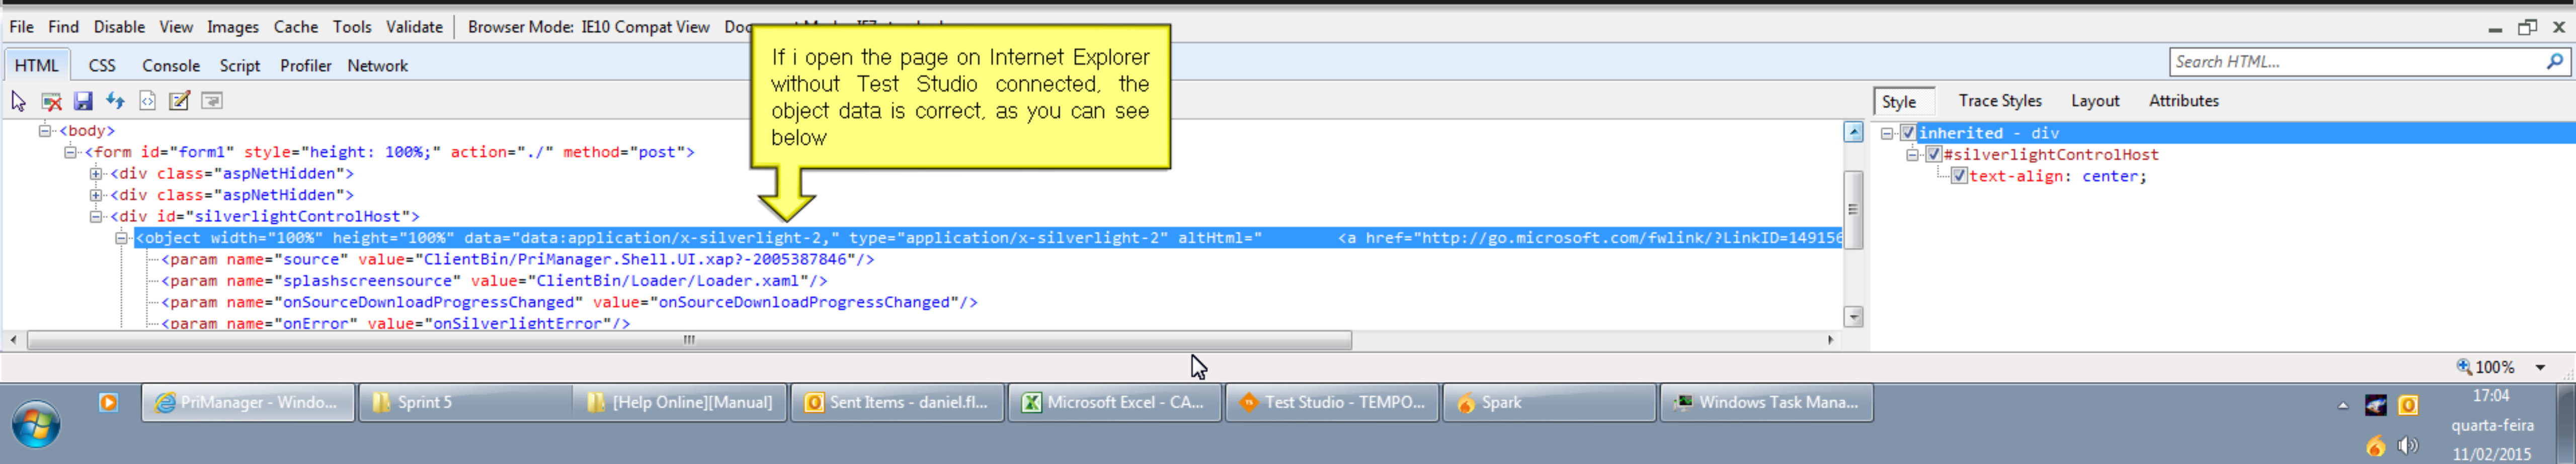 File Find Disable View Images Cache Tools Validate Browser Mode: IE10 Compat View
HTML CSS Console Script Profiler Network
Search HTML...
If i open the page on Internet Explorer
without Test Studio connected, the
object data is correct, as you can see
below
Style Trace Styles Layout Attributes
<body>
<form id="form1" style="height: 100%;" action="./" method="post">
<div class="aspNetHidden">
<div class="aspNetHidden">
<div id="silverlightControlHost">
<object width="100%" height="100%" data="data:application/x-silverlight-2," type="application/x-silverlight-2" altHtml=" <a href="http://go.microsoft.com/fwlink/?LinkID=149156
<param name="source" value="ClientBin/PriManager.Shell.UI.xap?-2005387846"/>
<param name="splashscreensource" value="ClientBin/Loader/Loader.xaml"/>
<param name="onSourceDownloadProgressChanged" value="onSourceDownloadProgressChanged"/>
<param name="onError" value="onSilverlightError"/>
inherited - div
#silverlightControlHost
text-align: center;
100%
PriManager - Windo... Sprint 5 [Help Online][Manual] Sent Items - daniel.fl... Microsoft Excel - CA... Test Studio - TEMPO... Spark Windows Task Mana...
17:04
quarta-feira
11/02/2015